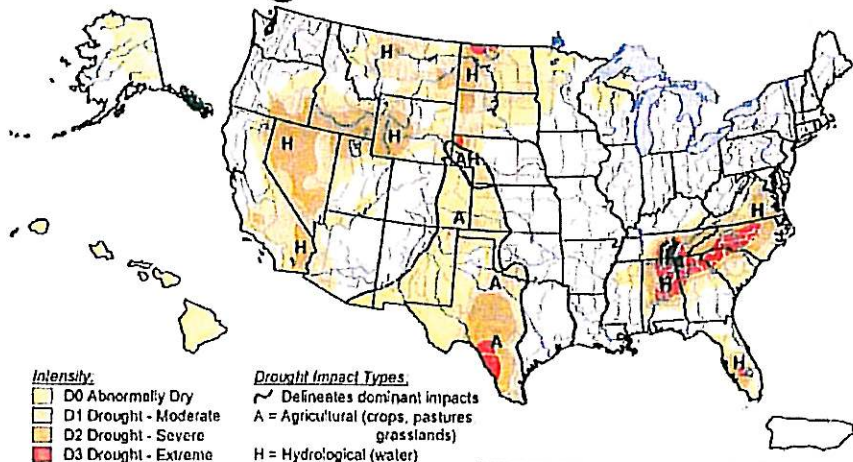 H
H
H
H
H
AH
A
H
H
H
A
A
H
Intensity:
D0 Abnormally Dry
D1 Drought - Moderate
D2 Drought - Severe
D3 Drought - Extreme
Drought Impact Types:
Delineates dominant impacts
A = Agricultural (crops, pastures
grasslands)
H = Hydrological (water)